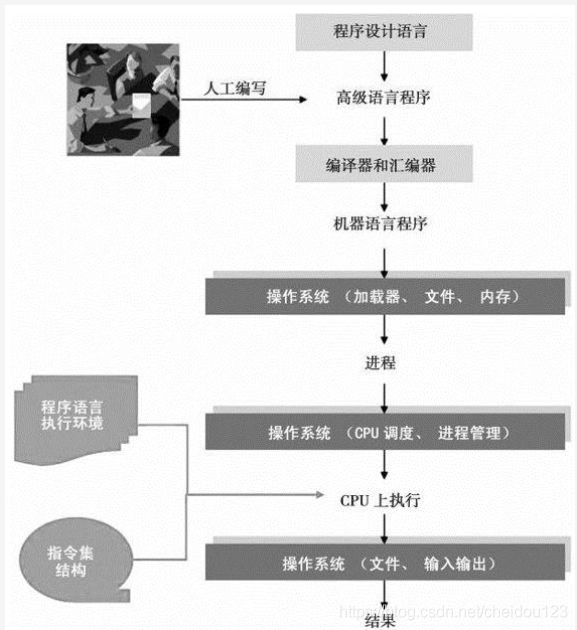 程序设计语言
人工编写
高级语言程序
编译器和汇编器
机器语言程序
操作系统 （加载器、 文件、 内存）
进程
程序语言
执行环境
操作系统 （CPU 调度、 进程管理）
CPU 上执行
指令集
结构
操作系统 （文件、 输入输出）
https://blog.csdn.net/cheidou123
结果